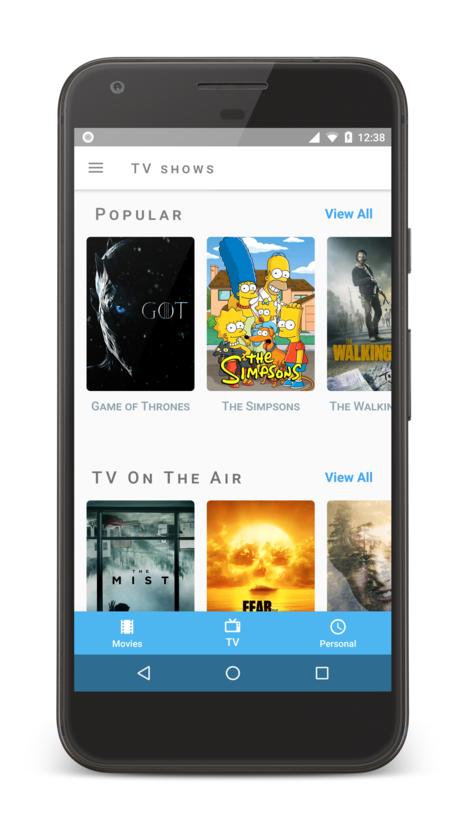 12:38
TV shows
Popular
View All
GOT
THE SIMPSONS
THE WALKING
Game of Thrones
The Simpsons
The Walkin
TV On The Air
View All
THE MIST
FEAR
Movies
TV
Personal